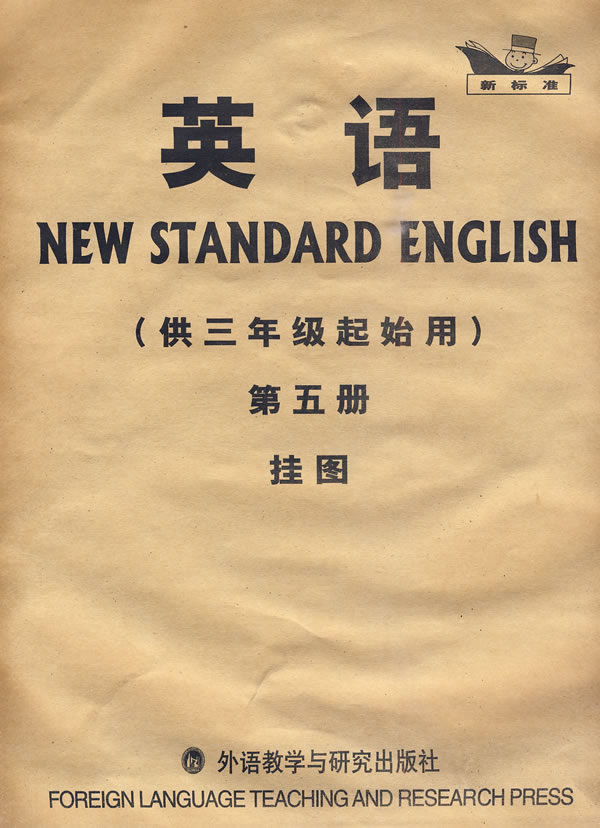 新标准
英语
NEW STANDARD ENGLISH
(供三年级起始用)
第五册
挂图
外语教学与研究出版社
FOREIGN LANGUAGE TEACHING AND RESEARCH PRESS